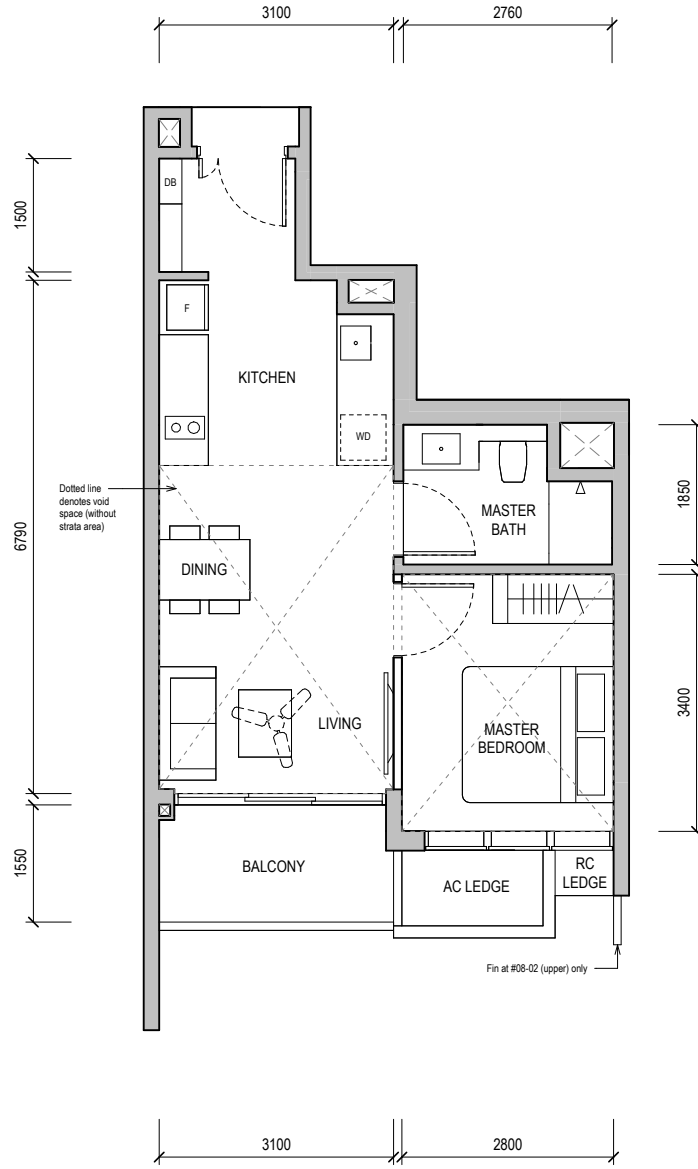 3100
2760
1500
DB
F
KITCHEN
WD
Dotted line
denotes void
space (without
strata area)
6790
MASTER
BATH
1850
DINING
LIVING
MASTER
BEDROOM
3400
1550
BALCONY
AC LEDGE
RC
LEDGE
Fin at #08-02 (upper) only
3100
2800